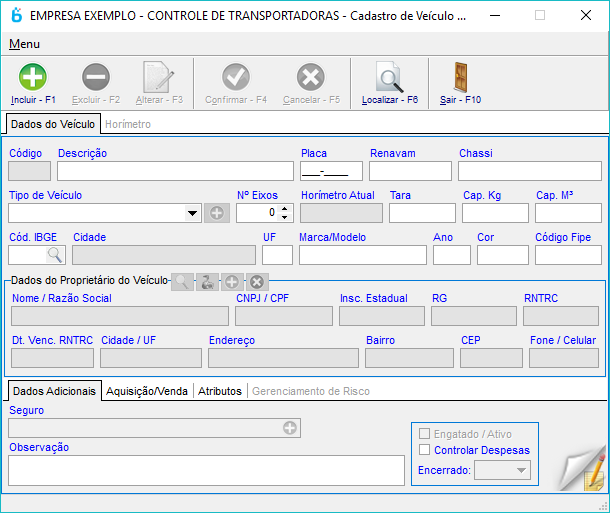 EMPRESA EXEMPLO - CONTROLE DE TRANSPORTADORAS - Cadastro de Veículo ...
Menu
Incluir - F1 Excluir - F2 Alterar - F3 Confirmar - F4 Cancelar - F5 Localizar - F6 Sair - F10
Dados do Veículo Horímetro
Código Descrição Placa Renavam Chassi
___-____
Tipo de Veículo Nº Eixos Horímetro Atual Tara Cap. Kg Cap. M³
0
Cód. IBGE Cidade UF Marca/Modelo Ano Cor Código Fipe
Dados do Proprietário do Veículo
Nome / Razão Social CNPJ / CPF Insc. Estadual RG RNTRC
Dt. Venc. RNTRC Cidade / UF Endereço Bairro CEP Fone / Celular
Dados Adicionais Aquisição/Venda Atributos Gerenciamento de Risco
Seguro
Engatado / Ativo
Observação
Controlar Despesas
Encerrado: